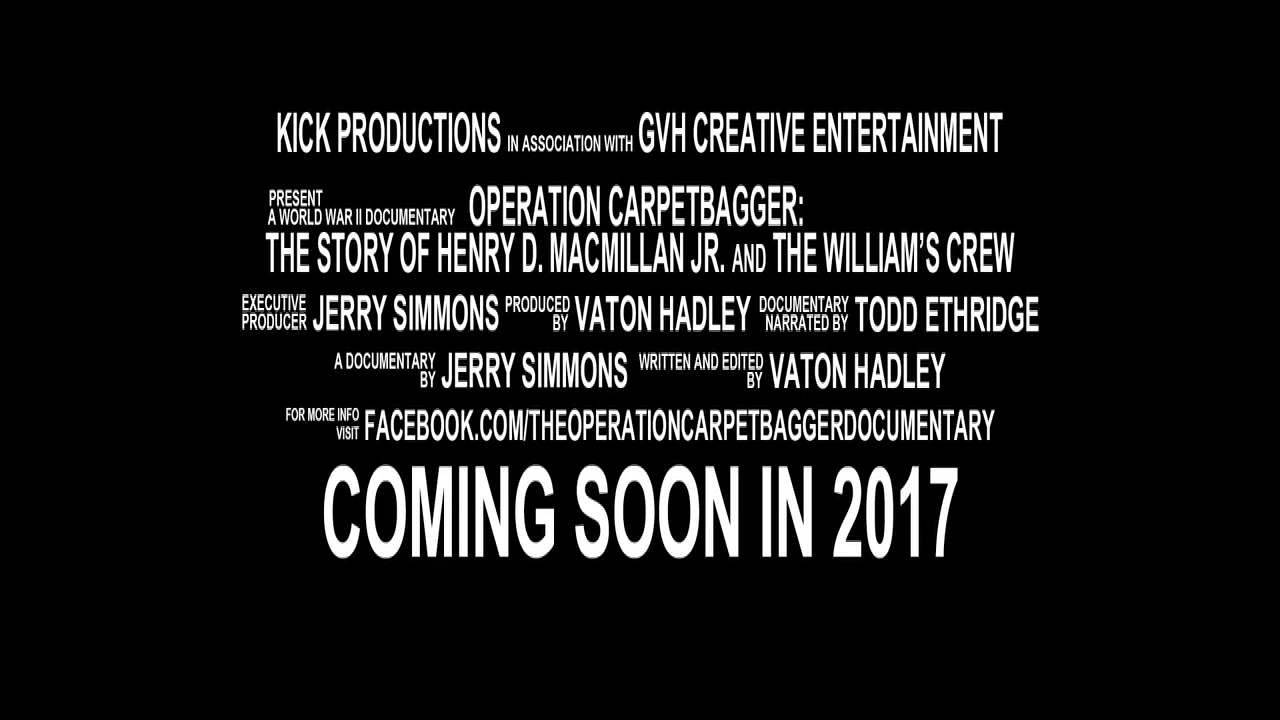 KICK PRODUCTIONS IN ASSOCIATION WITH GVH CREATIVE ENTERTAINMENT
PRESENT A WORLD WAR II DOCUMENTARY OPERATION CARPETBAGGER:
THE STORY OF HENRY D. MACMILLAN JR. AND THE WILLIAM'S CREW
EXECUTIVE PRODUCER JERRY SIMMONS PRODUCED BY VATON HADLEY DOCUMENTARY NARRATED BY TODD ETHRIDGE
A DOCUMENTARY BY JERRY SIMMONS WRITTEN AND EDITED BY VATON HADLEY
FOR MORE INFO VISIT FACEBOOK.COM/THEOPERATIONCARPETBAGGERDOCUMENTARY
COMING SOON IN 2017